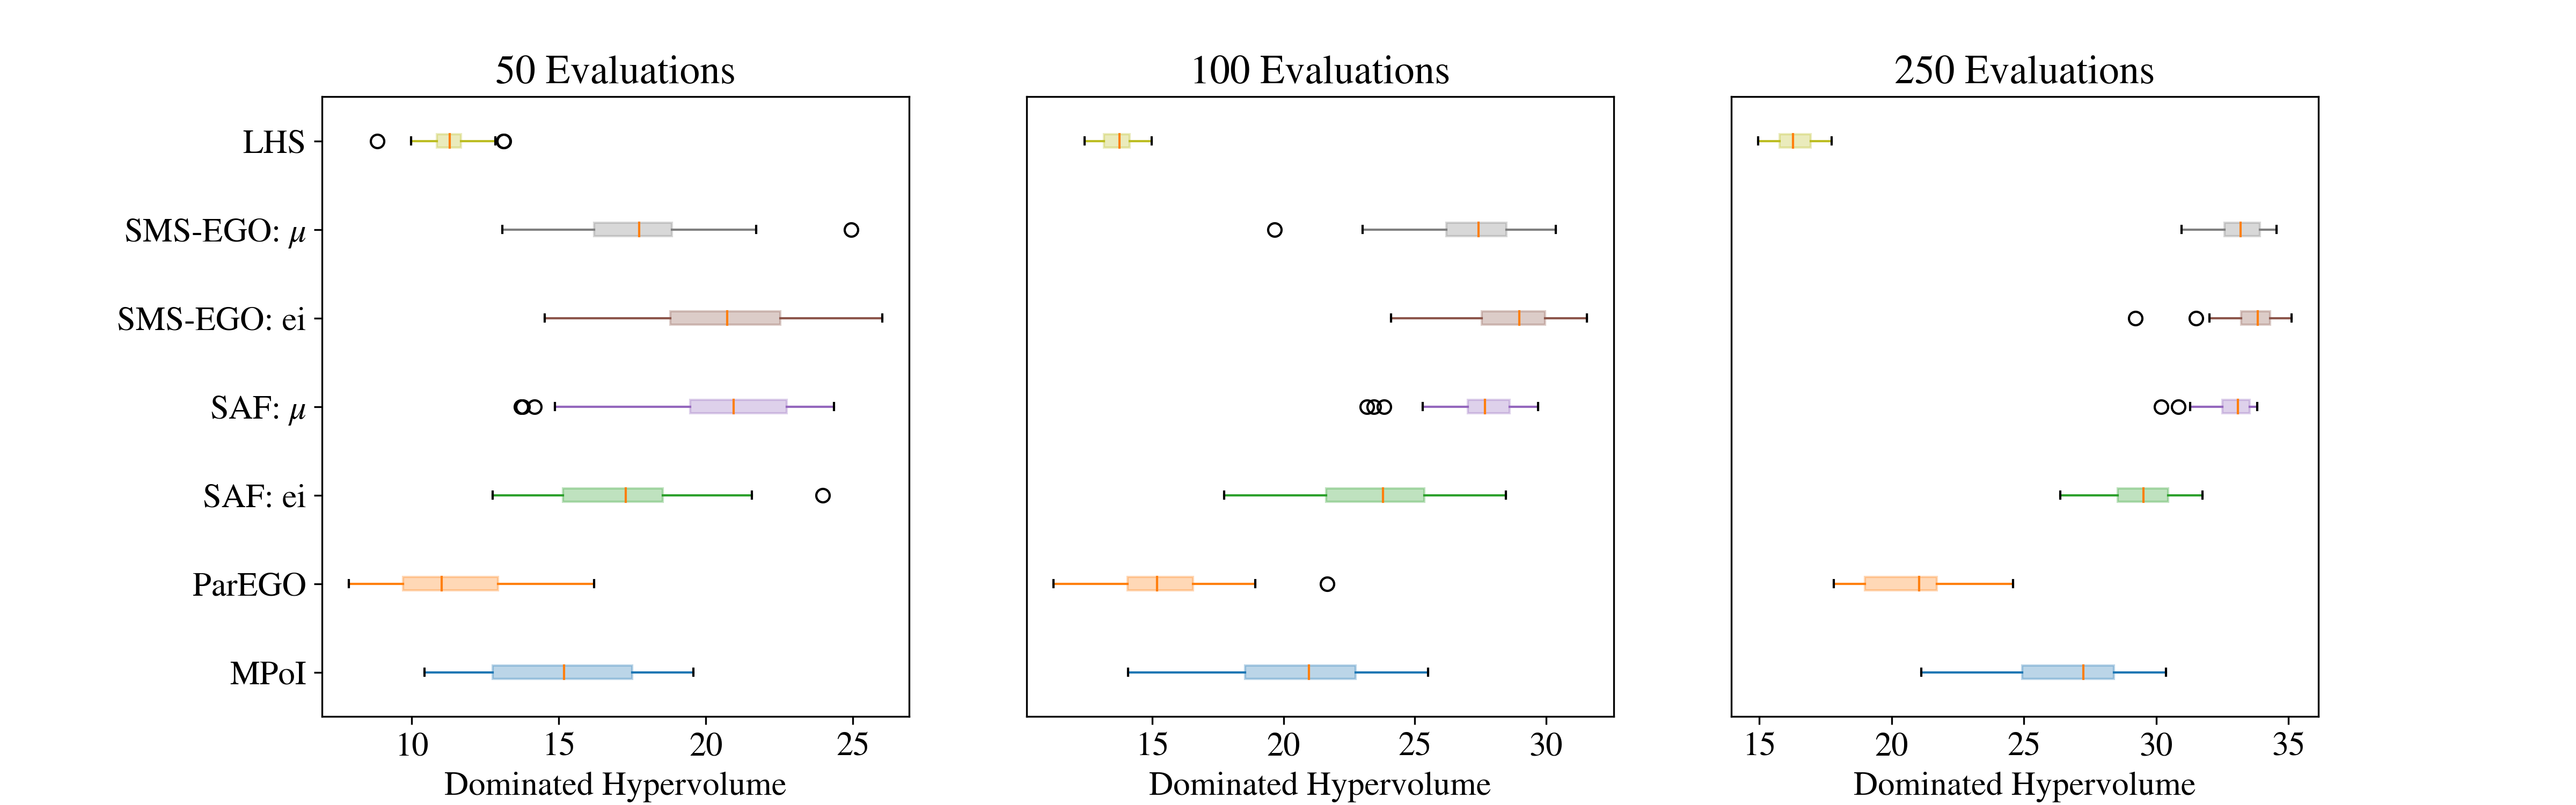 50 Evaluations
100 Evaluations
250 Evaluations
LHS
SMS-EGO: μ
SMS-EGO: ei
SAF: μ
SAF: ei
ParEGO
MPoI
10 15 20 25
15 20 25 30
15 20 25 30 35
Dominated Hypervolume
Dominated Hypervolume
Dominated Hypervolume